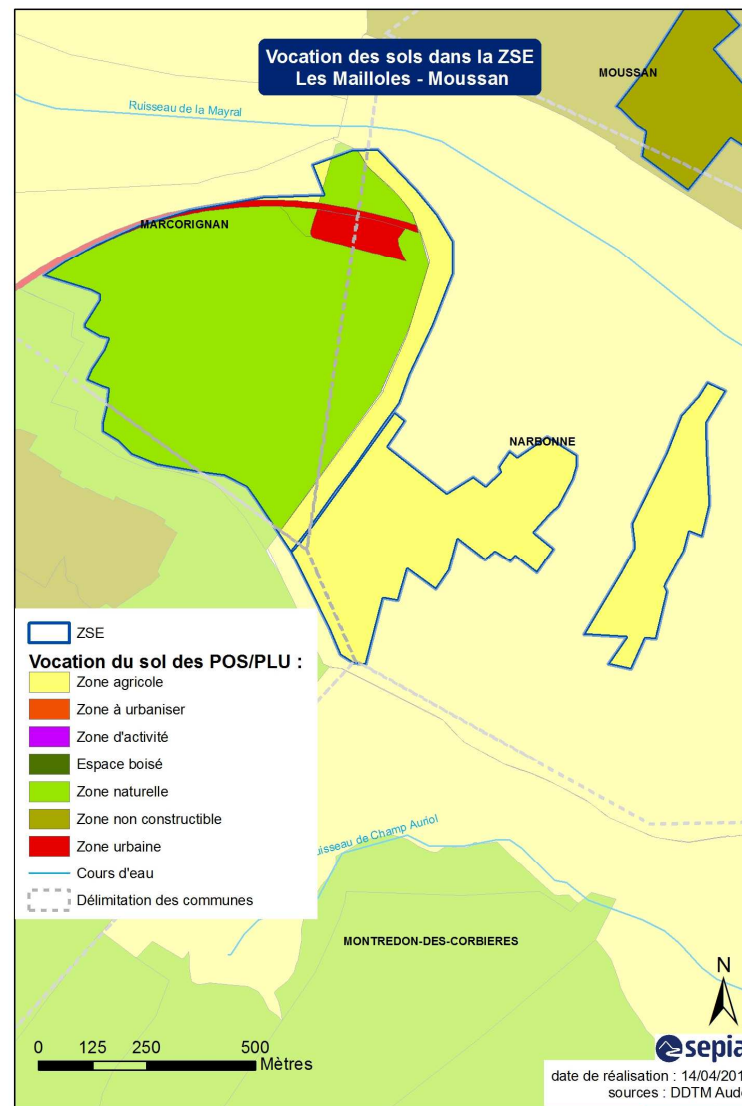 Vocation des sols dans la ZSE
Les Mailloles - Moussan
MOUSSAN
Ruisseau de la Mayral
MARCORIGNAN
NARBONNE
ZSE
Vocation du sol des POS/PLU :
Zone agricole
Zone à urbaniser
Zone d'activité
Espace boisé
Zone naturelle
Zone non constructible
Zone urbaine
Cours d'eau
Délimitation des communes
uisseau de Champ Auriol
MONTREDON-DES-CORBIERES
N
0 125 250 500
Mètres
sepia
date de réalisation : 14/04/201
sources : DDTM Aud